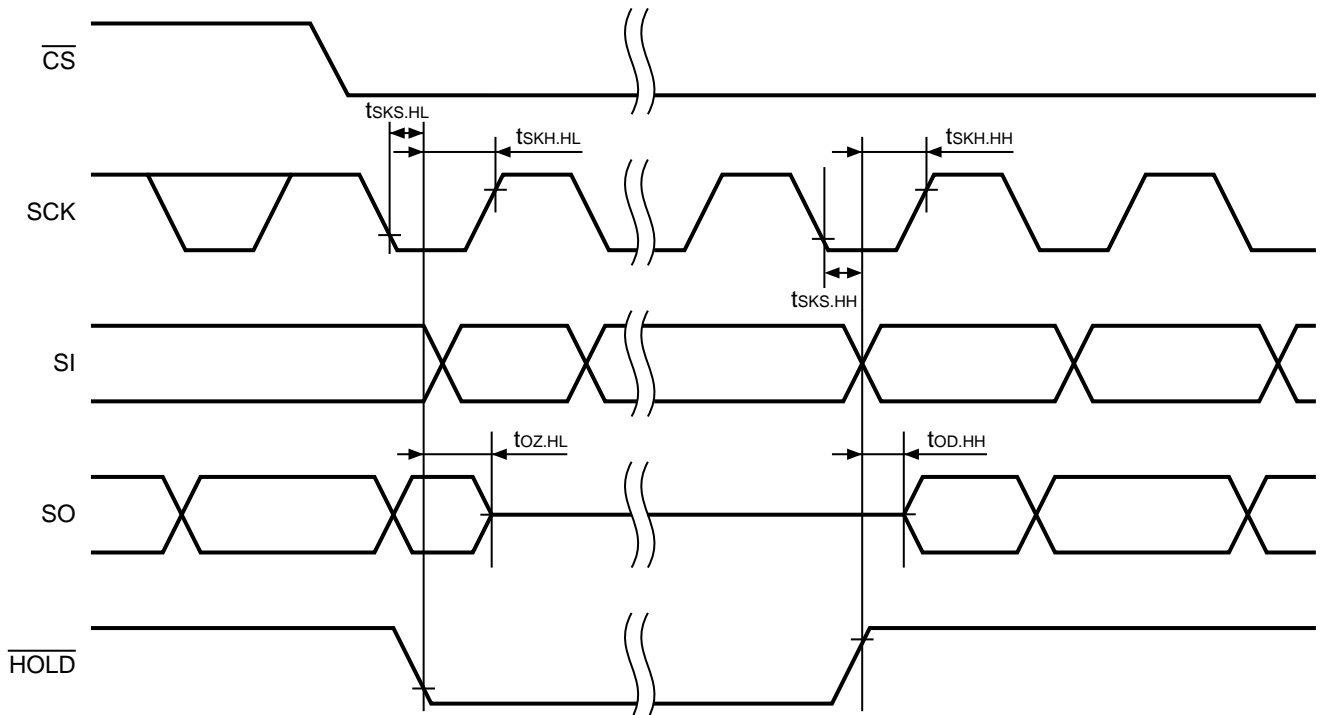 CS
tSKS.HL
tSKH.HL
tSKH.HH
SCK
tSKS.HH
SI
tOZ.HL
tOD.HH
SO
HOLD